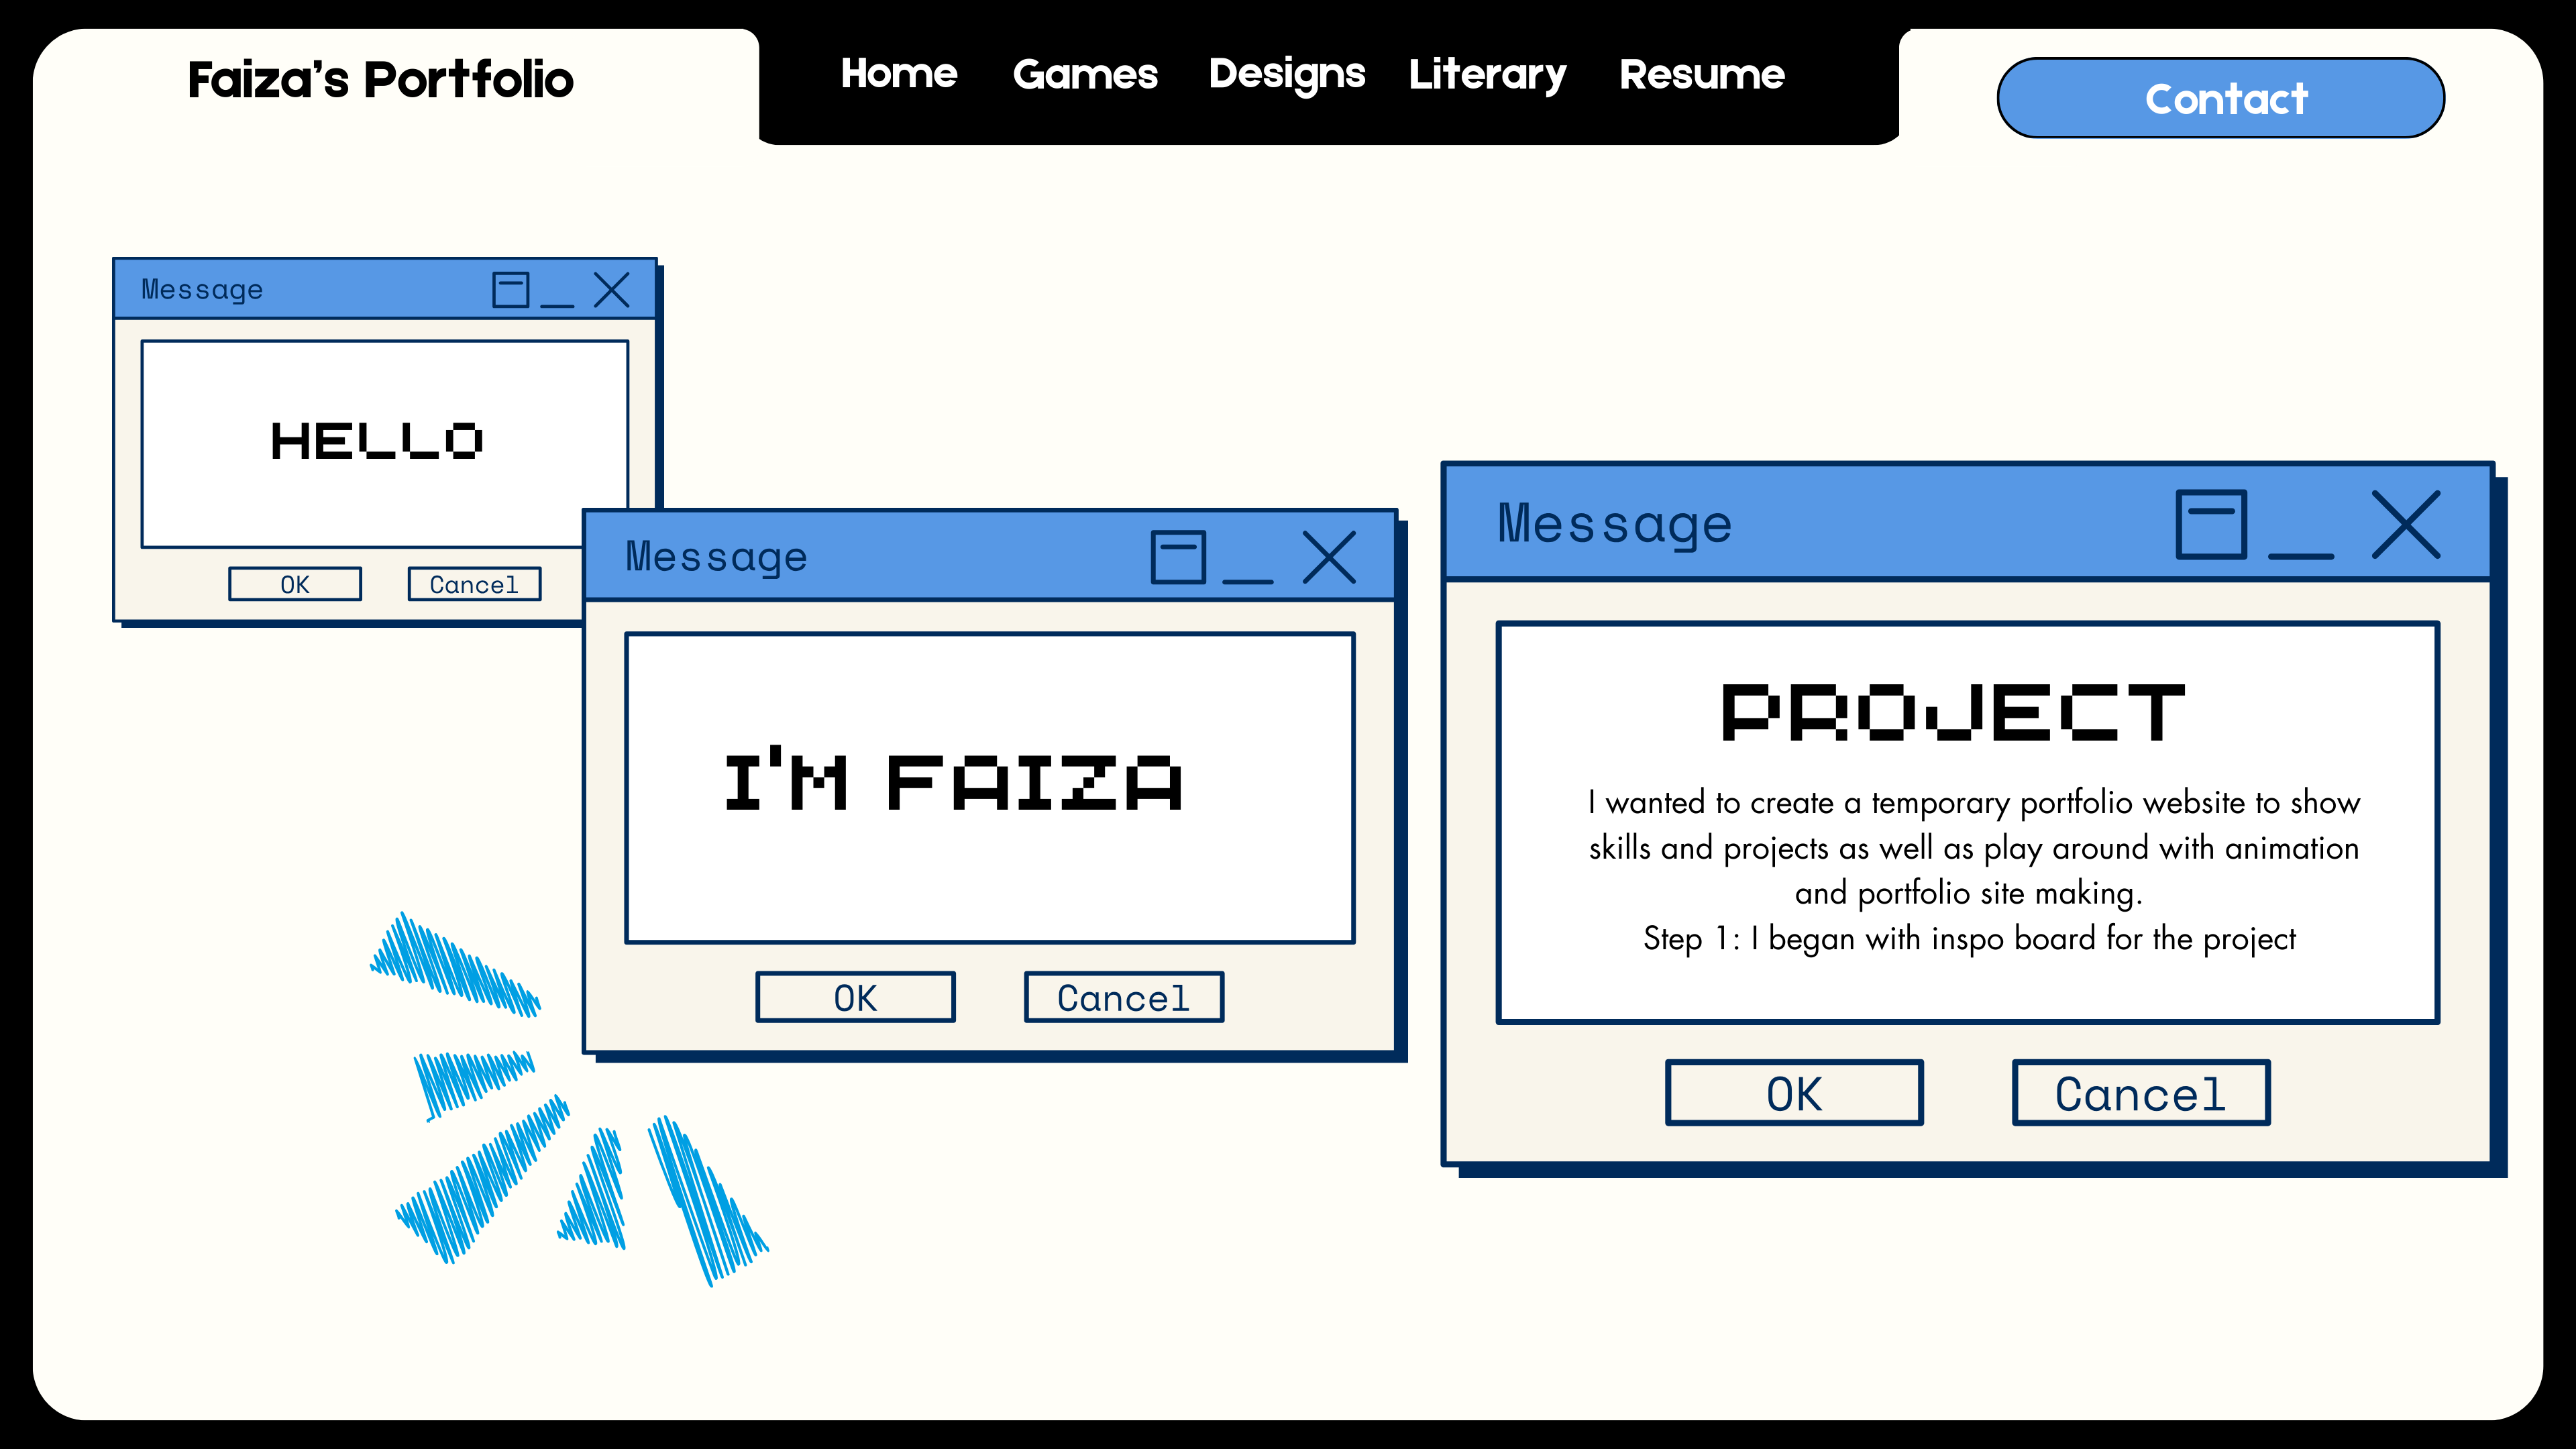 Faiza’s Portfolio
Home Games Designs Literary Resume
Contact
Message
HELLO
OK Cancel
Message
I'M FAIZA
OK Cancel
Message
PROJECT
I wanted to create a temporary portfolio website to show
skills and projects as well as play around with animation
and portfolio site making.
Step 1: I began with inspo board for the project
OK Cancel